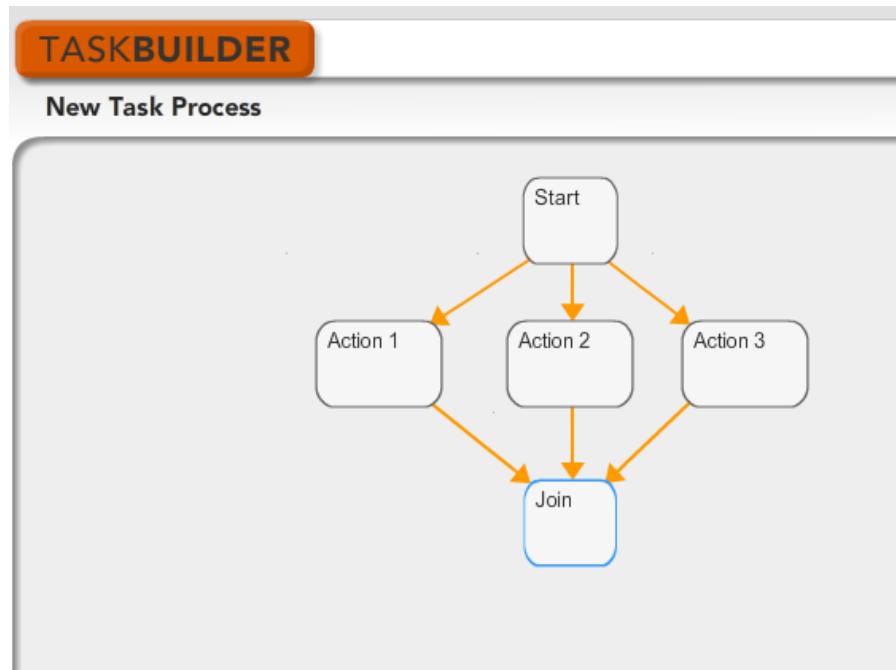 TASKBUILDER
New Task Process
Start
Action 1
Action 2
Action 3
Join